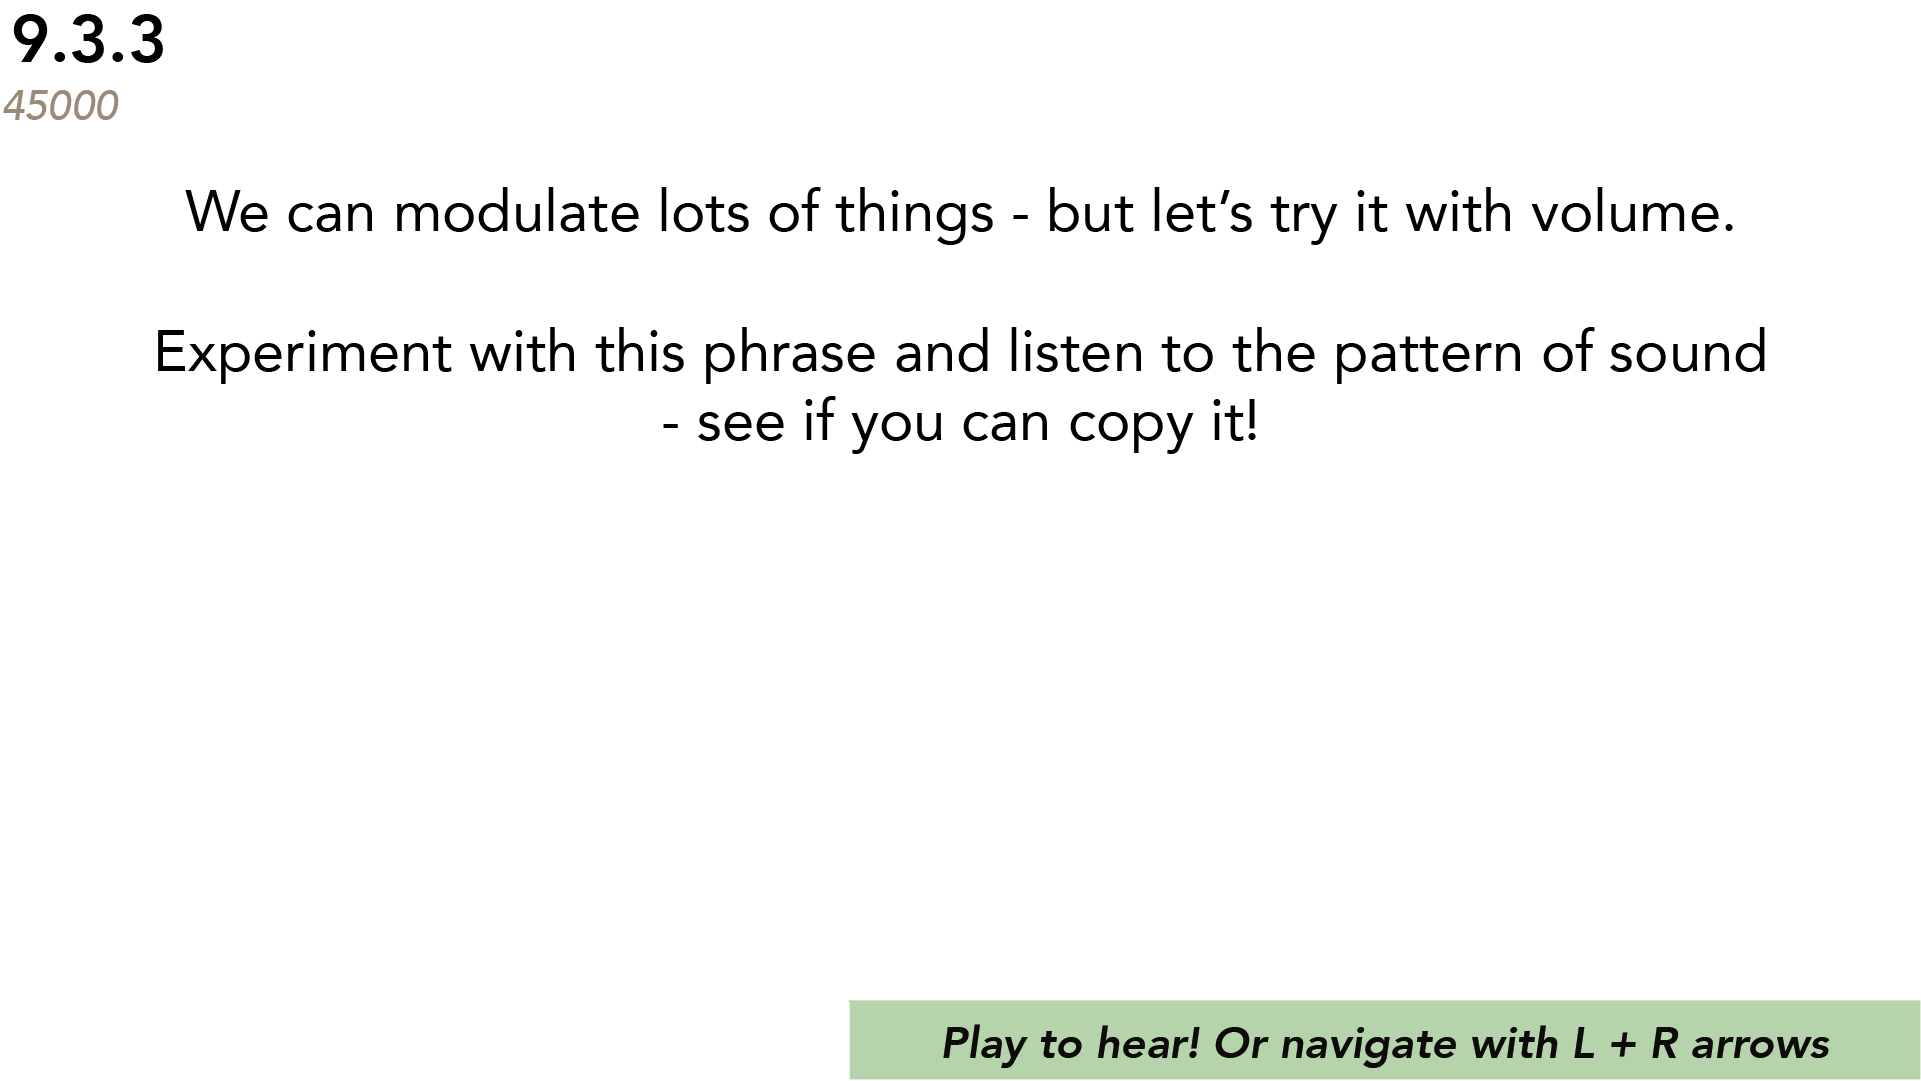 9.3.3
45000
We can modulate lots of things - but let’s try it with volume.
Experiment with this phrase and listen to the pattern of sound
- see if you can copy it!
Play to hear! Or navigate with L + R arrows